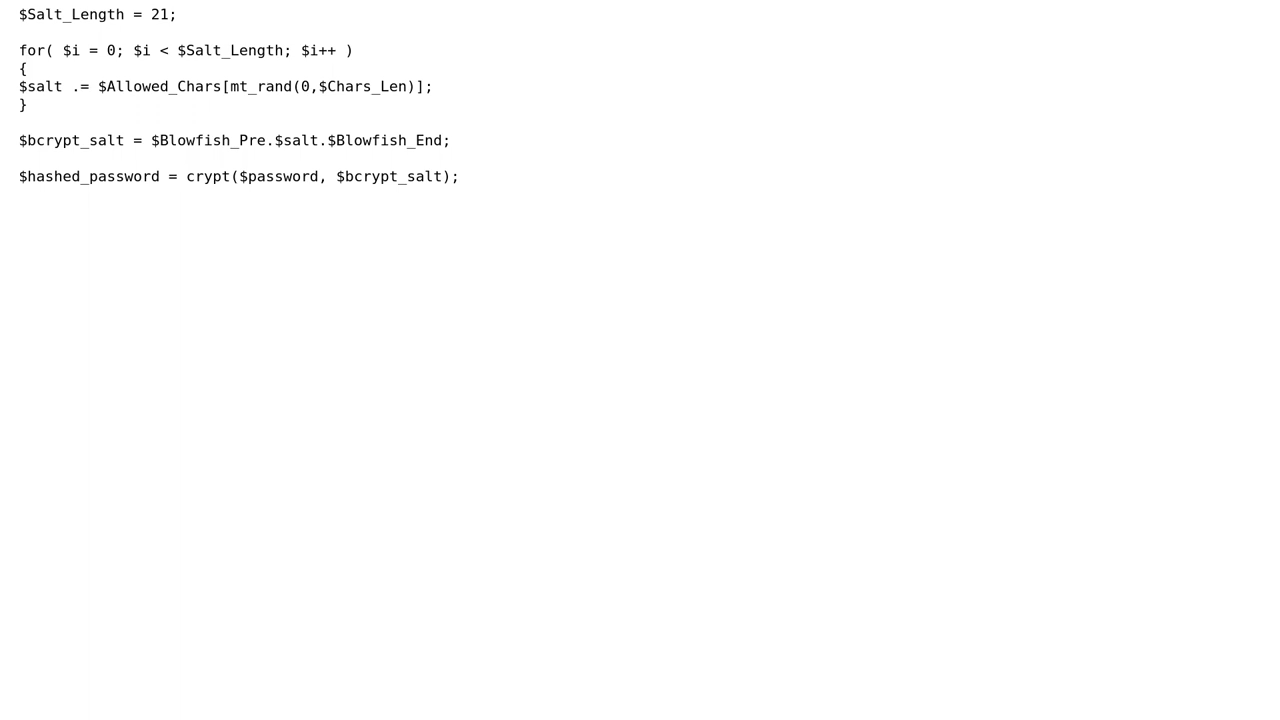 $Salt_Length = 21;
for( $i = 0; $i < $Salt_Length; $i++ )
{
$salt .= $Allowed_Chars[mt_rand(0,$Chars_Len)];
}
$bcrypt_salt = $Blowfish_Pre.$salt.$Blowfish_End;
$hashed_password = crypt($password, $bcrypt_salt);